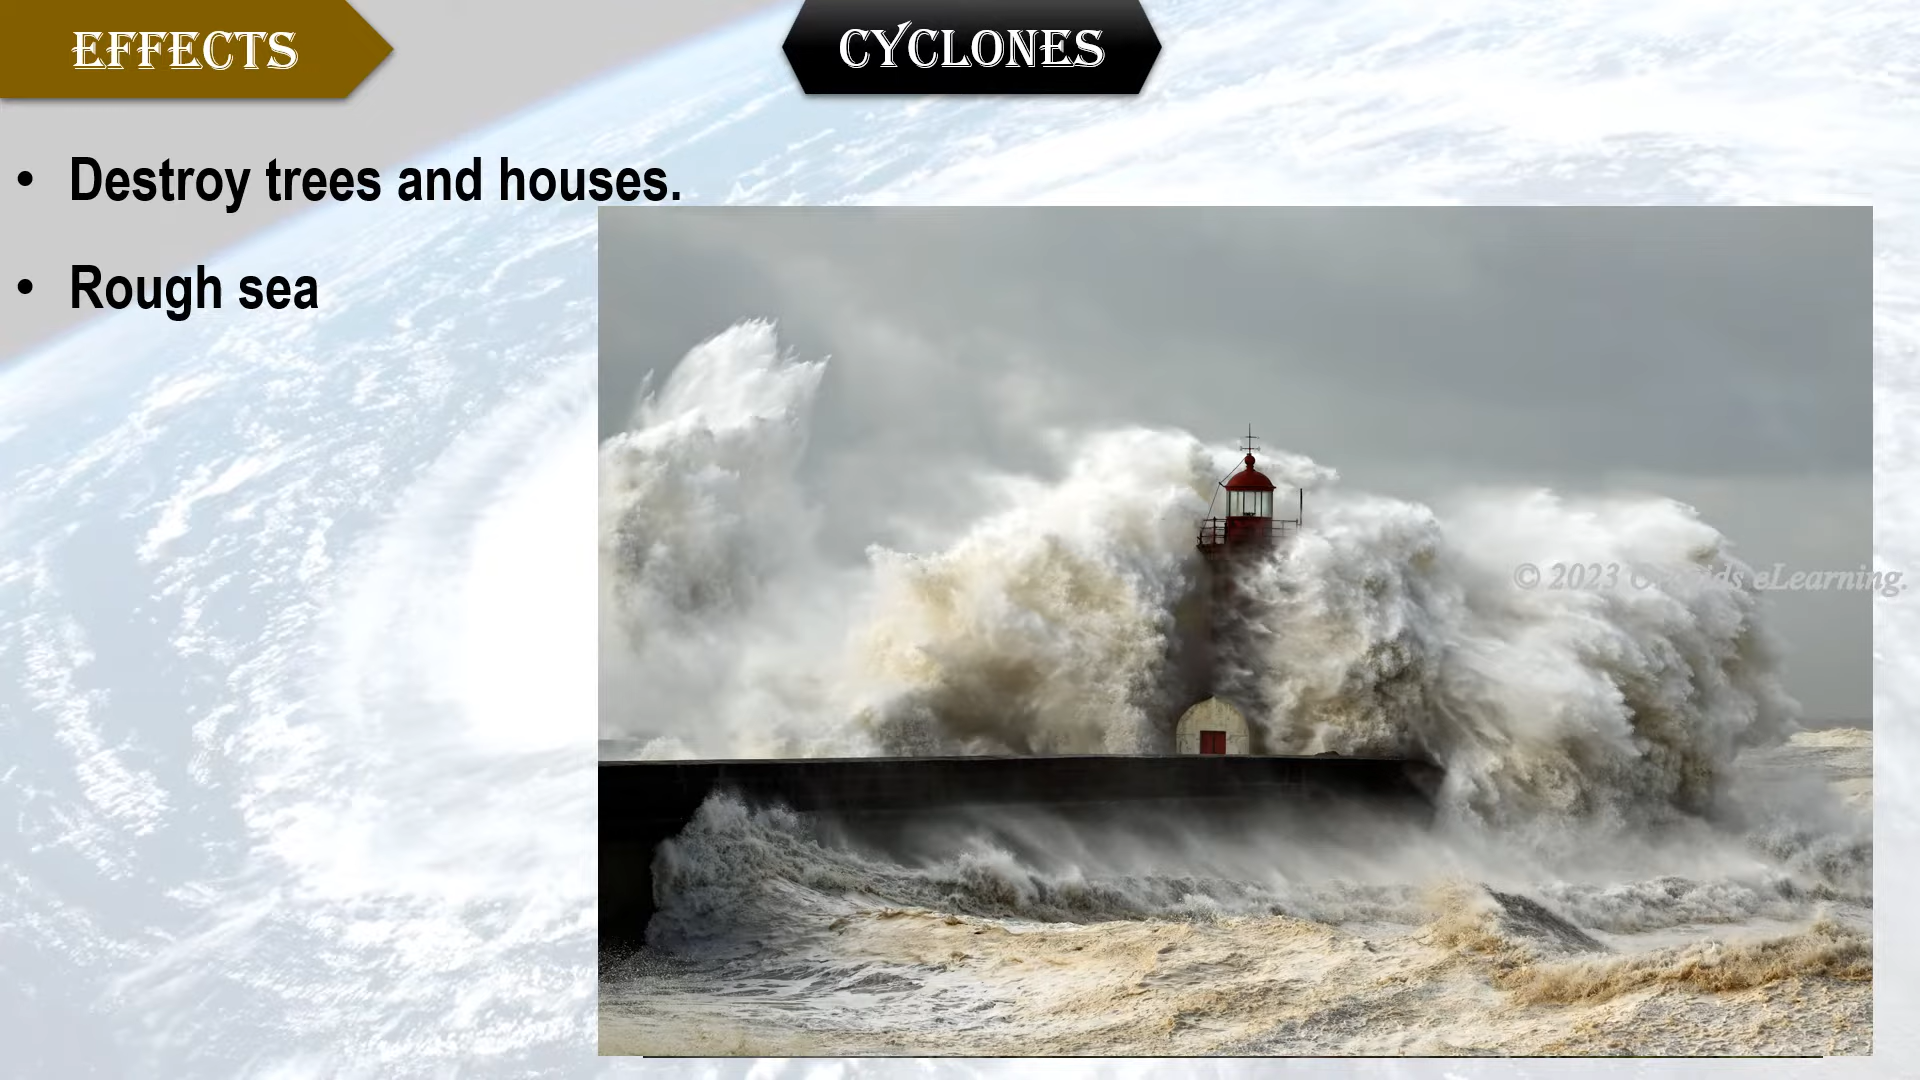 EFFECTS
CYCLONES
• Destroy trees and houses.
• Rough sea
© 2023 eLearning.